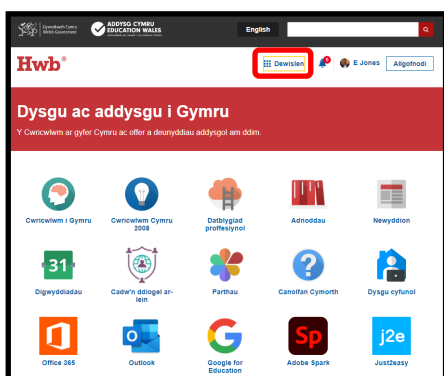 Llywodraeth Cymru
Welsh Government
ADDYSG CYMRU
EDUCATION WALES
English
Hwb
Dewislen
E Jones
Allgofnodi
Dysgu ac
addysgu i Gymru
Y Cwricwlwm ar gyfer Cymru ac offer a deunyddiau addysgol am ddim.
Cwricwlwm i Gymru
Cwricwlwm Cymru
2008
Datblygiad
proffesiynol
Adnoddau
Newyddion
31
Digwyddiadau
Cadw'n ddiogel ar-
lein
Parthau
?
Canolfan Cymorth
Dysgu cyfunol
Office 365
O
Outlook
G
Google for
Education
Sp
Adobe Spark
j2e
Just2easy